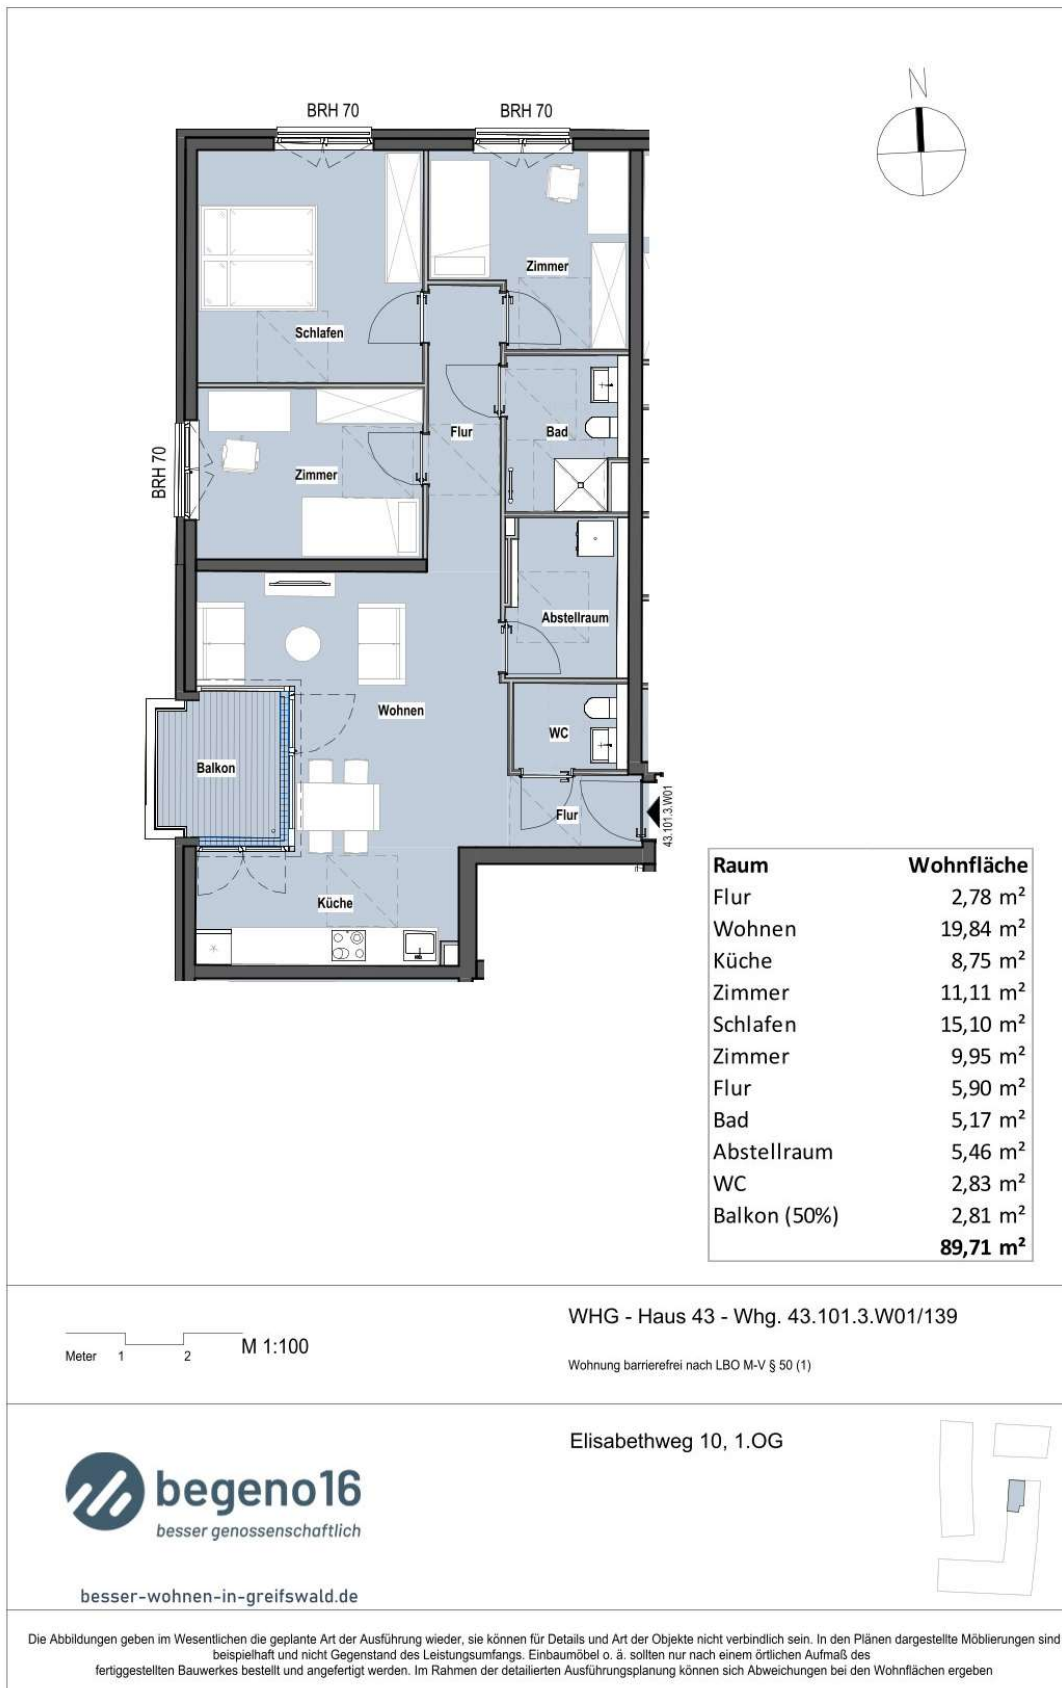 N
BRH 70
BRH 70
Zimmer
Schlafen
Flur
Bad
BRH 70
Zimmer
Abstellraum
Wohnen
WC
Balkon
Flur
43.101.3.W01
Küche
Raum Wohnfläche
Flur 2,78 m²
Wohnen 19,84 m²
Küche 8,75 m²
Zimmer 11,11 m²
Schlafen 15,10 m²
Zimmer 9,95 m²
Flur 5,90 m²
Bad 5,17 m²
Abstellraum 5,46 m²
WC 2,83 m²
Balkon (50%) 2,81 m²
89,71 m²
Meter 1 2 M 1:100
WHG - Haus 43 - Whg. 43.101.3.W01/139
Wohnung barrierefrei nach LBO M-V § 50 (1)
Elisabethweg 10, 1.OG
begeno16
besser genossenschaftlich
besser-wohnen-in-greifswald.de
Die Abbildungen geben im Wesentlichen die geplante Art der Ausführung wieder, sie können für Details und Art der Objekte nicht verbindlich sein. In den Plänen dargestellte Möblierungen sind
beispielhaft und nicht Gegenstand des Leistungsumfangs. Einbaumöbel o. ä. sollten nur nach einem örtlichen Aufmaß des
fertiggestellten Bauwerkes bestellt und angefertigt werden. Im Rahmen der detailierten Ausführungsplanung können sich Abweichungen bei den Wohnflächen ergeben